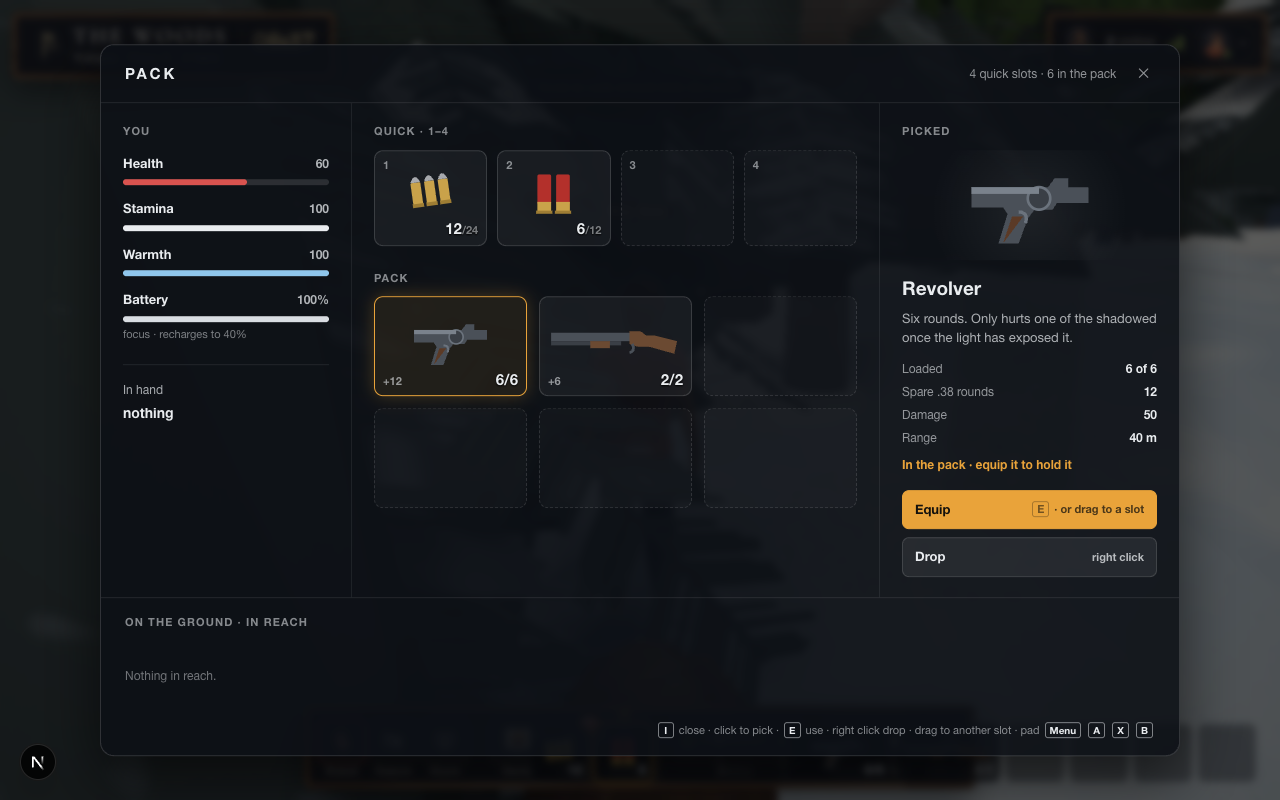 THE WOODS
PACK
4 quick slots · 6 in the pack
YOU
Health 60
Stamina 100
Warmth 100
Battery 100%
focus · recharges to 40%
In hand
nothing
QUICK · 1–4
1
12/24
2
6/12
3
4
PACK
+12 6/6
+6 2/2
PICKED
Revolver
Six rounds. Only hurts one of the shadowed
once the light has exposed it.
Loaded 6 of 6
Spare .38 rounds 12
Damage 50
Range 40 m
In the pack · equip it to hold it
Equip E · or drag to a slot
Drop right click
ON THE GROUND · IN REACH
Nothing in reach.
I close · click to pick · E use · right click drop · drag to another slot · pad Menu A X B
N